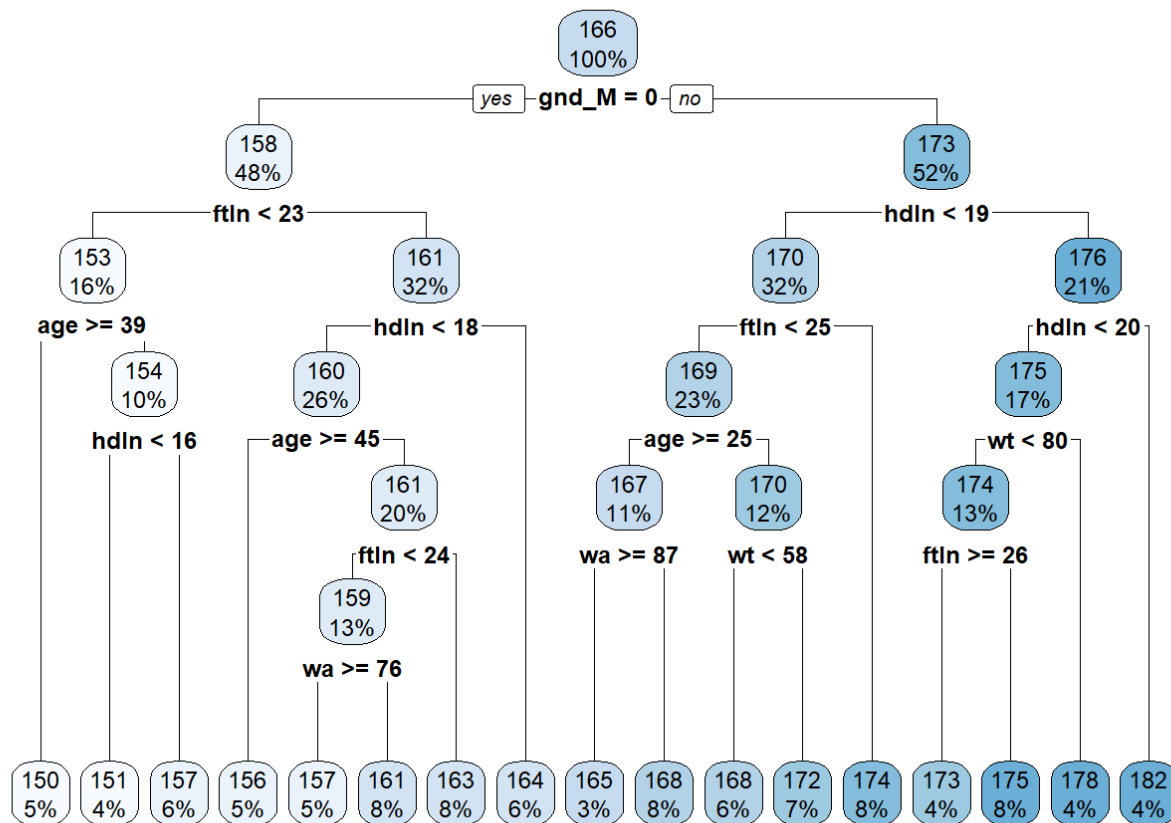 166
100%
yes gnd_M = 0 no
158 173
48% 52%
ftln < 23 hdln < 19
153 161 170 176
16% 32% 32% 21%
age >= 39 hdln < 18 ftln < 25 hdln < 20
154 160 169 175
10% 26% 23% 17%
hdln < 16 age >= 45 age >= 25 wt < 80
161 167 170 174
20% 11% 12% 13%
ftln < 24 wa >= 87 wt < 58 ftln >= 26
159
13%
wa >= 76
150 151 157 156 157 161 163 164 165 168 168 172 174 173 175 178 182
5% 4% 6% 5% 5% 8% 8% 6% 3% 8% 6% 7% 8% 4% 8% 4% 4%